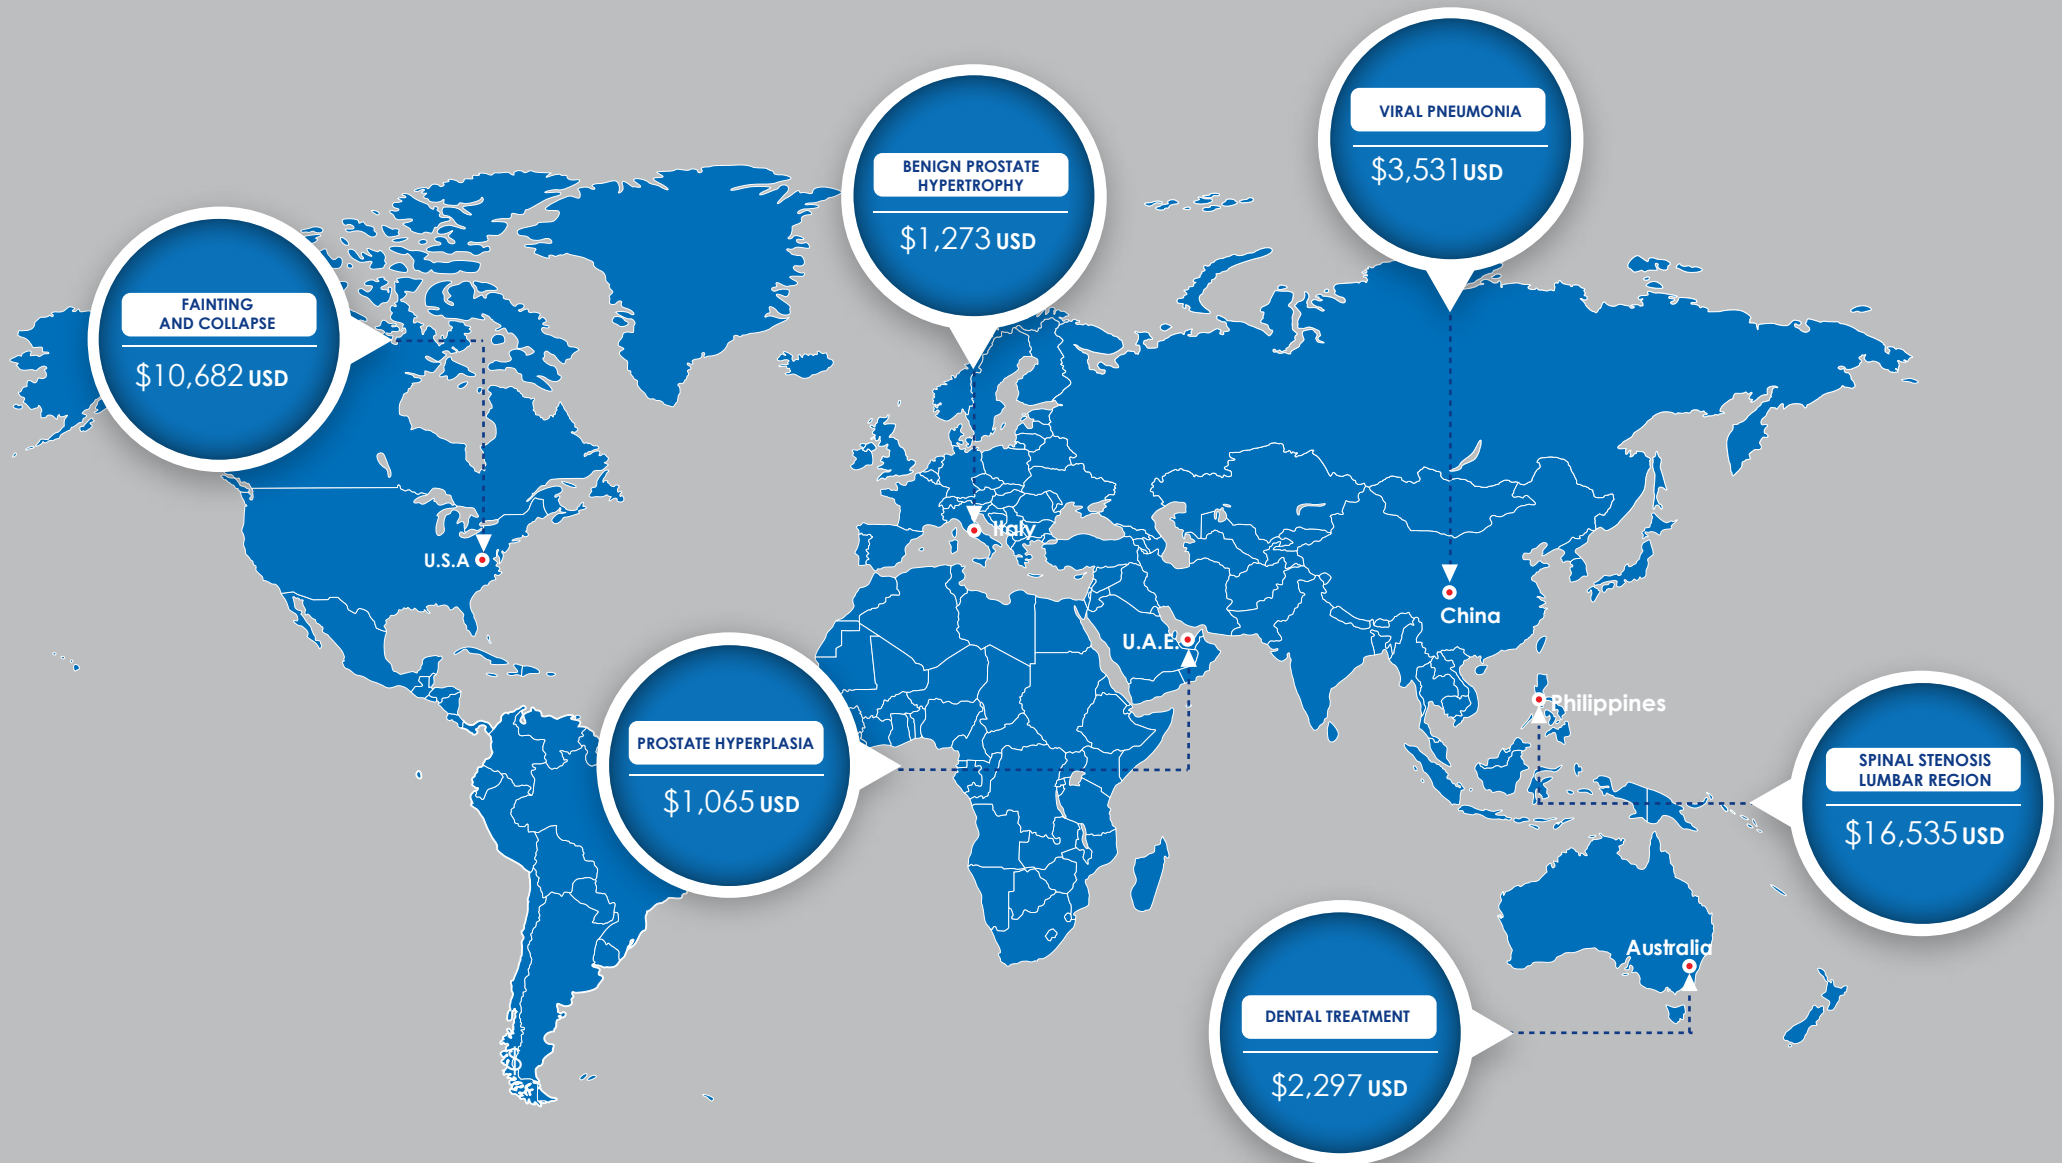 VIRAL PNEUMONIA
$3,531 USD
BENIGN PROSTATE
HYPERTROPHY
$1,273 USD
FAINTING
AND COLLAPSE
$10,682 USD
Italy
U.S.A
China
U.A.E.
Philippines
PROSTATE HYPERPLASIA
$1,065 USD
SPINAL STENOSIS
LUMBAR REGION
$16,535 USD
Australia
DENTAL TREATMENT
$2,297 USD
$